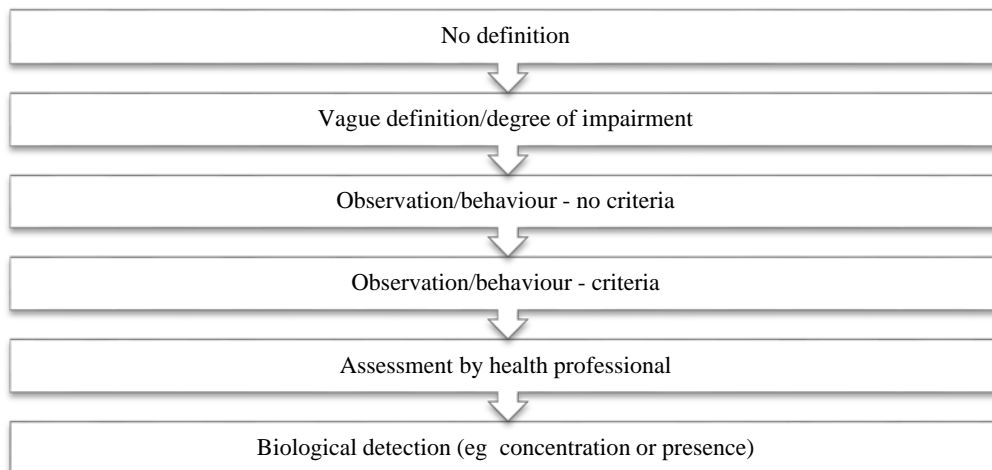 No definition
Vague definition/degree of impairment
Observation/behaviour - no criteria
Observation/behaviour - criteria
Assessment by health professional
Biological detection (eg  concentration or presence)